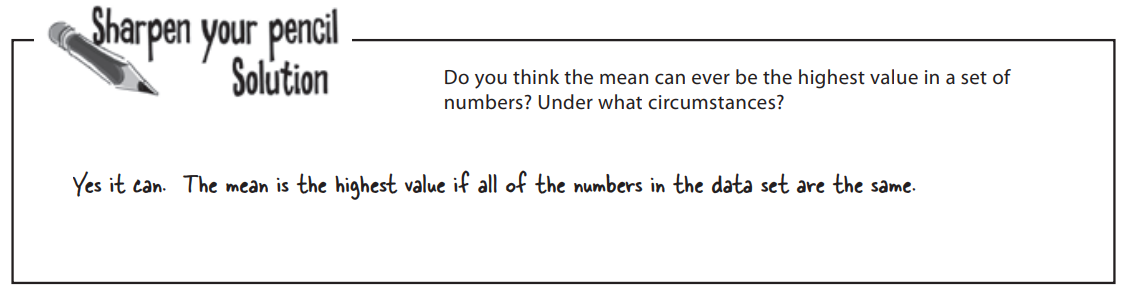 Sharpen your pencil
Solution
Do you think the mean can ever be the highest value in a set of
numbers? Under what circumstances?
Yes it can. The mean is the highest value if all of the numbers in the data set are the same.